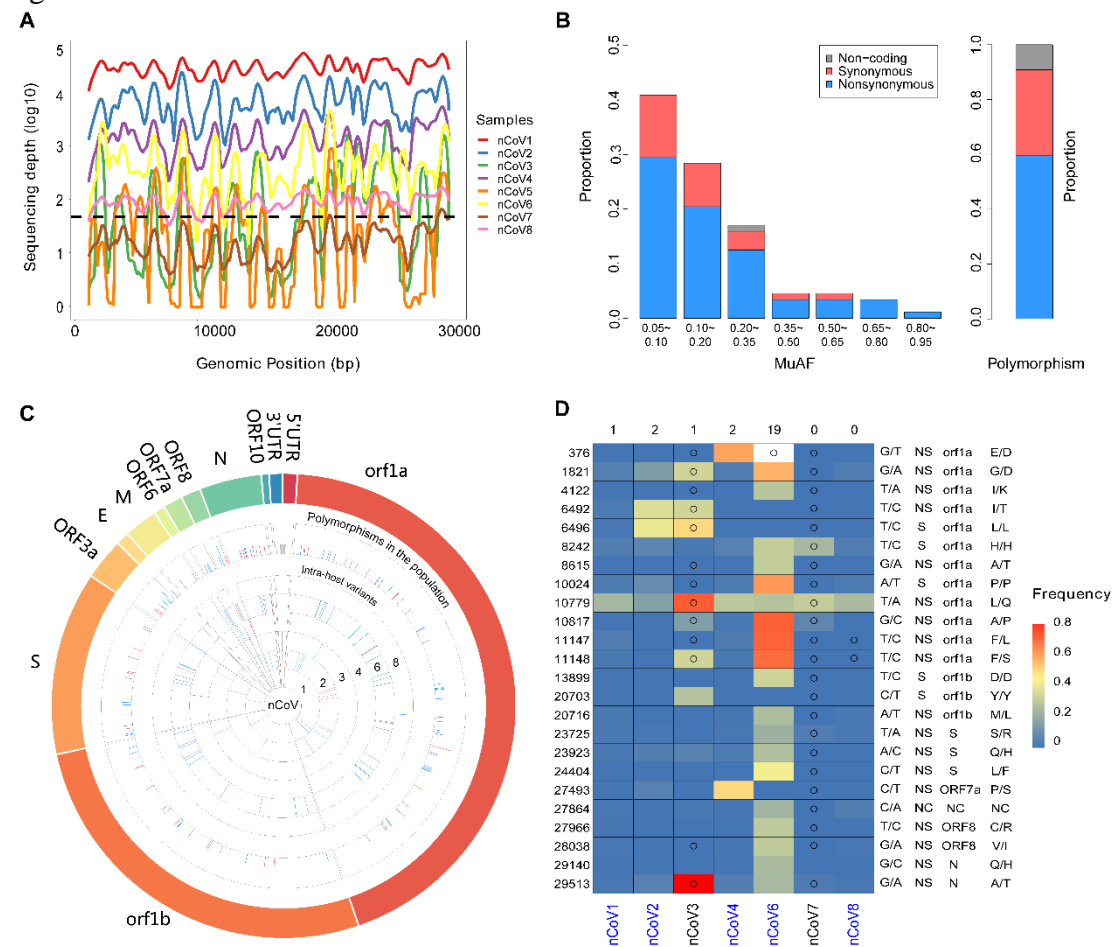 A
Sequencing depth (log10)
5
4
3
2
1
0
0
10000
20000
30000
Genomic Position (bp)
Samples
nCoV1
nCoV2
nCoV3
nCoV4
nCoV5
nCoV6
nCoV7
nCoV8
B
Proportion
0.5
0.4
0.3
0.2
0.1
0.0
Non-coding
Synonymous
Nonsynonymous
0.05~
0.10
0.10~
0.20
0.20~
0.35
0.35~
0.50
0.50~
0.65
0.65~
0.80
0.80~
0.95
MuAF
1.0
0.8
0.6
0.4
0.2
0.0
Proportion
Polymorphism
C
5'UTR
3'UTR
ORF10
N
ORF8
ORF7a
ORF6
M
E
ORF3a
S
orf1b
orf1a
Polymorphisms in the population
Intra-host variants
nCoV
1 2 3 4 6 8
D
1 2 1 2 19 0 0
376 G/T NS orf1a E/D
1821 G/A NS orf1a G/D
4122 T/A NS orf1a I/K
6492 T/C NS orf1a I/T
6496 T/C S orf1a L/L
8242 T/C S orf1a H/H
8615 G/A NS orf1a A/T
10024 A/T S orf1a P/P
10779 T/A NS orf1a L/Q
10817 G/C NS orf1a A/P
11147 T/C NS orf1a F/L
11148 T/C NS orf1a F/S
13899 T/C S orf1b D/D
20703 C/T S orf1b Y/Y
20716 A/T NS orf1b M/L
23725 T/A NS S S/R
23923 A/C NS S Q/H
24404 C/T NS S L/F
27493 C/T NS ORF7a P/S
27864 C/A NC NC NC
27966 T/C NS ORF8 C/R
28038 G/A NS ORF8 V/I
29140 G/C NS N Q/H
29513 G/A NS N A/T
nCoV1
nCoV2
nCoV3
nCoV4
nCoV6
nCoV7
nCoV8
Frequency
0.8
0.6
0.4
0.2
0